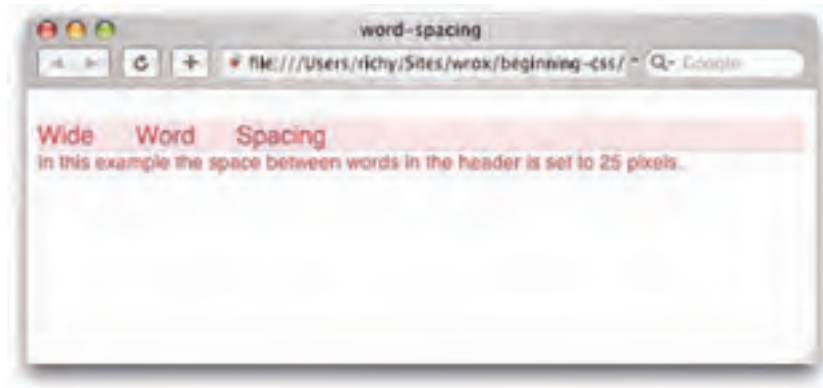 word-spacing
file:///Users/richy/Sites/wrox/beginning-css/ Google
Wide Word Spacing
In this example the space between words in the header is set to 25 pixels.